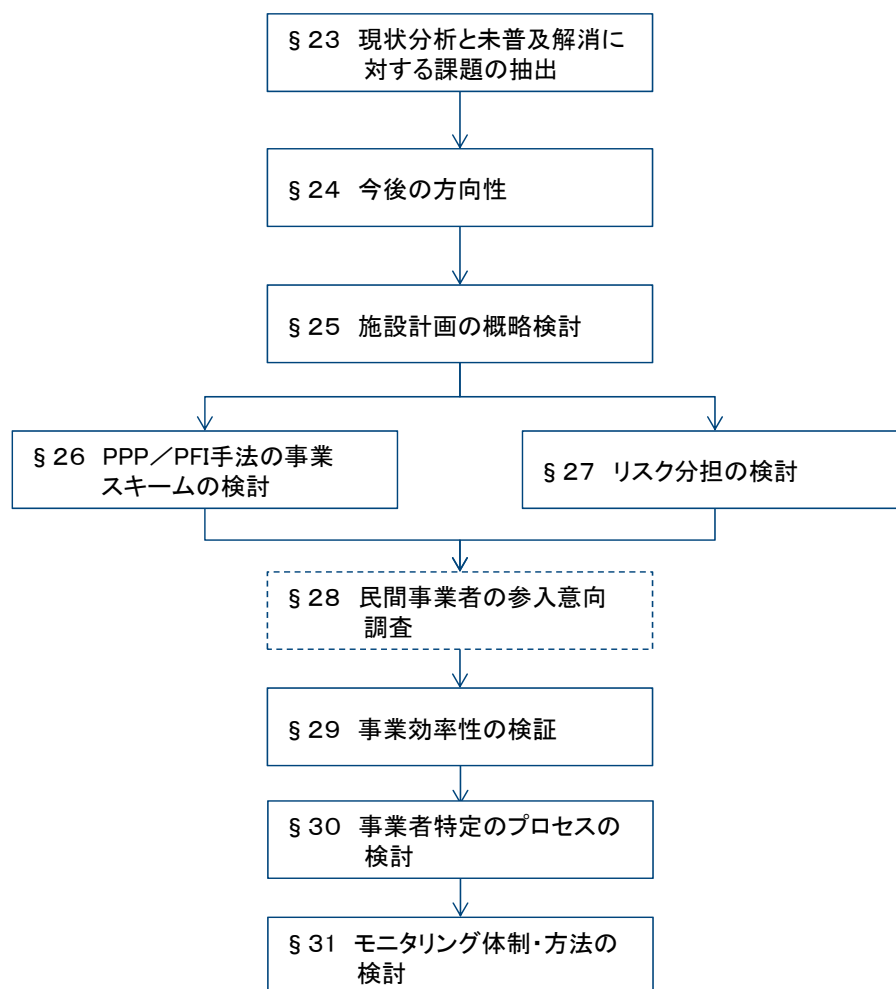 §23 現状分析と未普及解消に
対する課題の抽出
§24 今後の方向性
§25 施設計画の概略検討
§26 PPP/PFI手法の事業
スキームの検討
§27 リスク分担の検討
§28 民間事業者の参入意向
調査
§29 事業効率性の検証
§30 事業者特定のプロセスの
検討
§31 モニタリング体制・方法の
検討